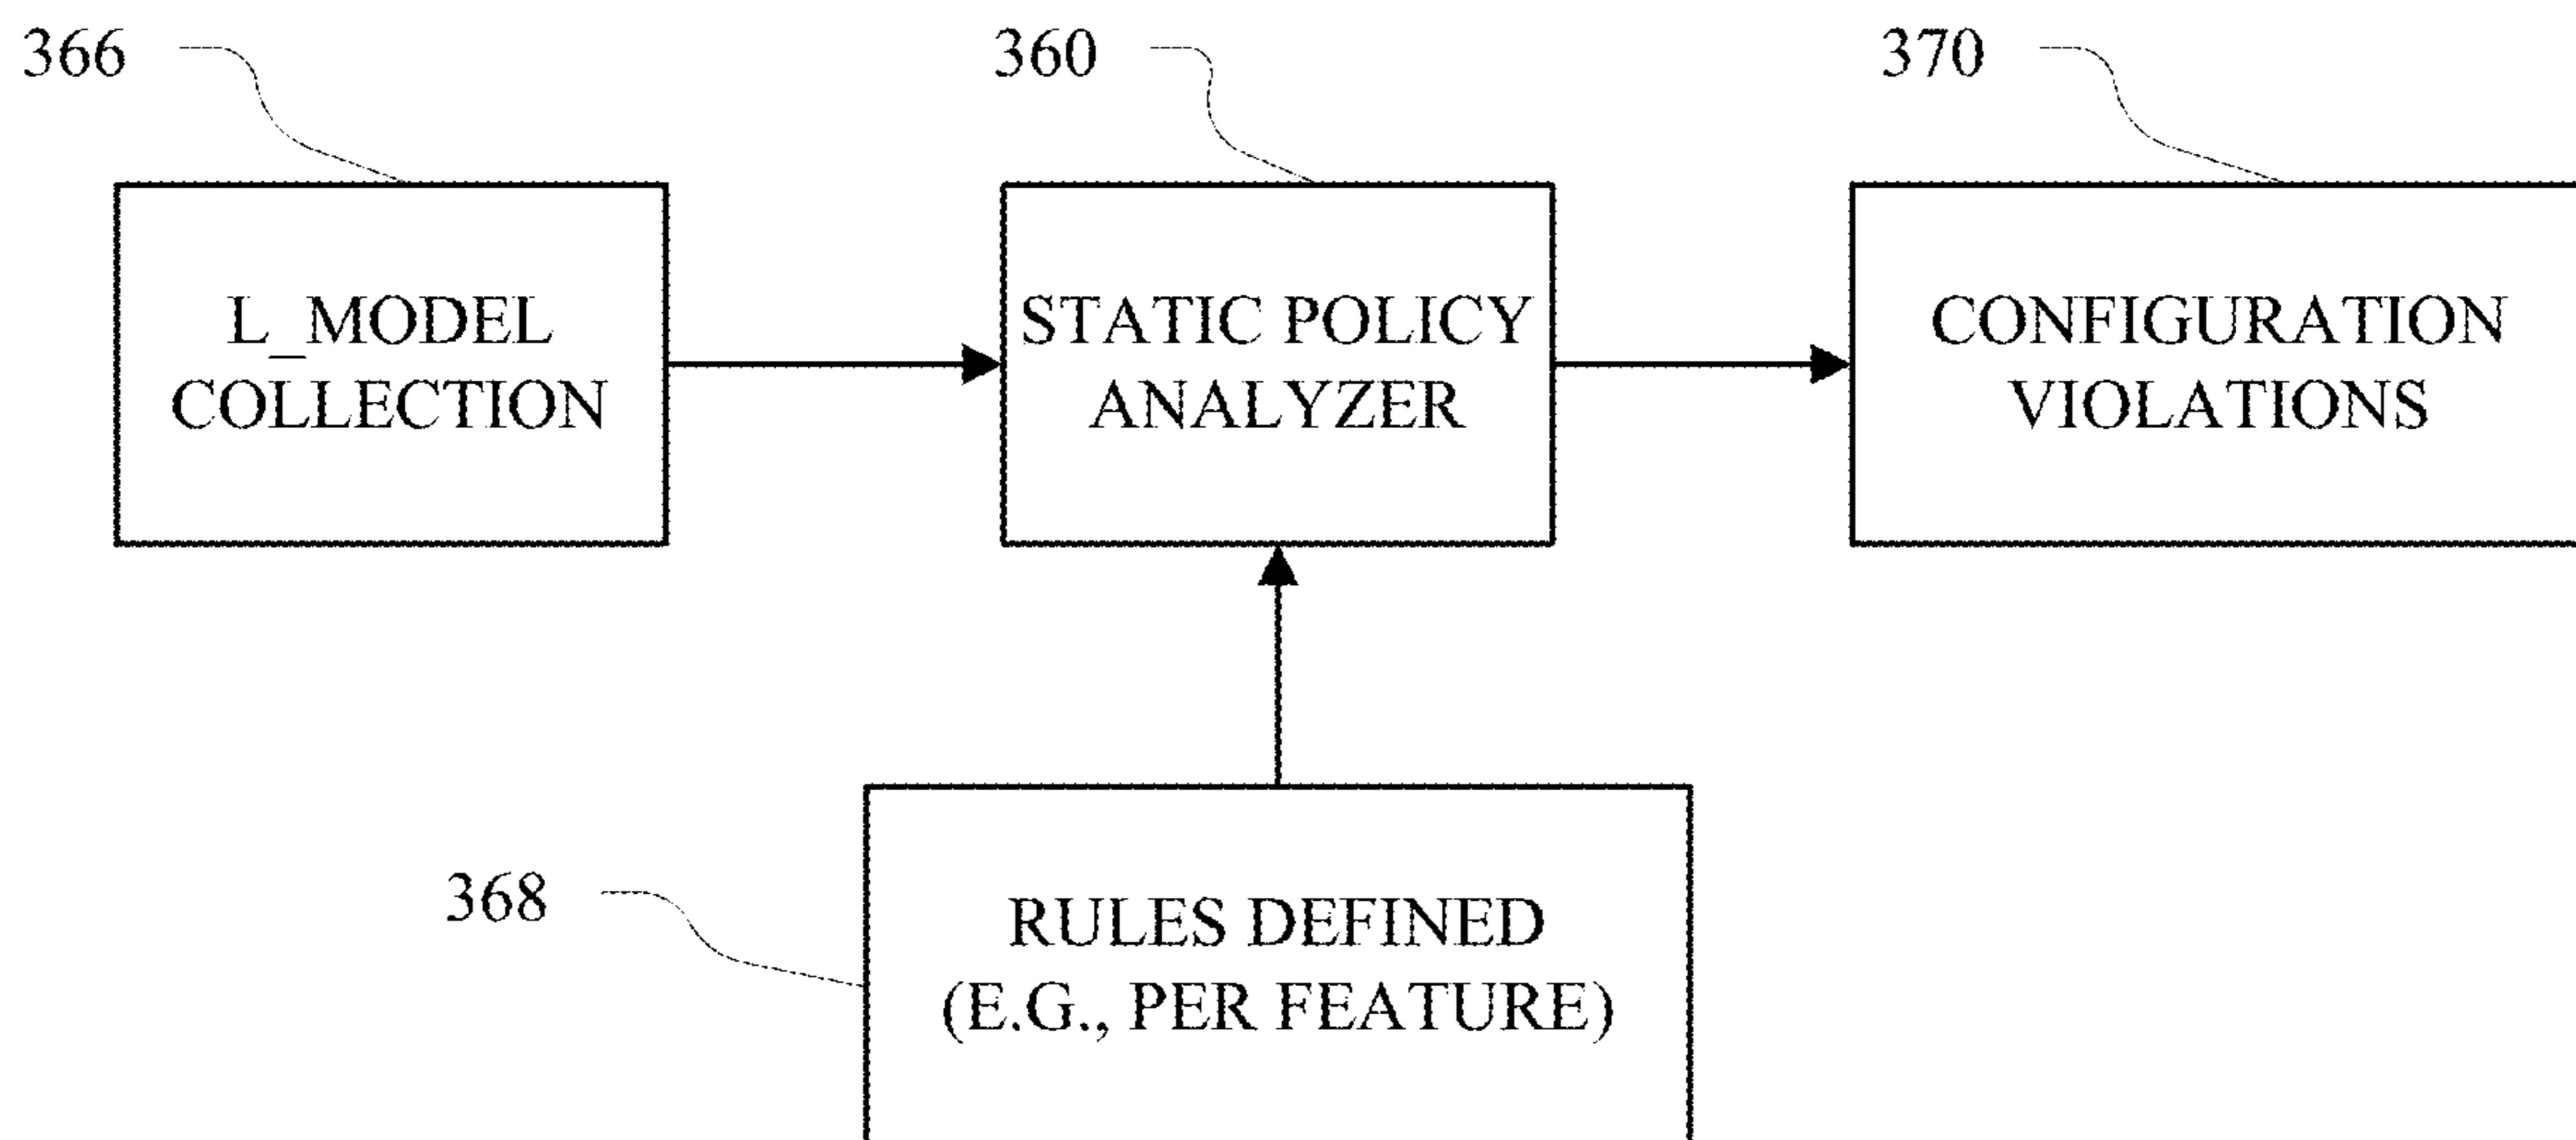 366
360
370
L_MODEL
COLLECTION
STATIC POLICY
ANALYZER
CONFIGURATION
VIOLATIONS
368
RULES DEFINED
(E.G., PER FEATURE)